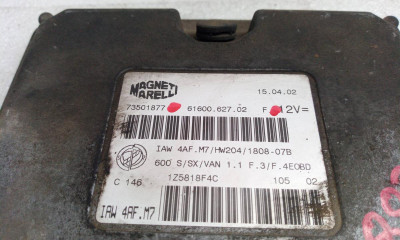 MAGNETI
MARELLI
15.04.02
73501877 61600.627.02 F 12V=
IAW 4AF.M7/HW204/1808-07B
600 S/SX/VAN 1.1 F.3/F.4EOBD
C 146 1Z5818F4C 105 02
IAW 4AF.M7